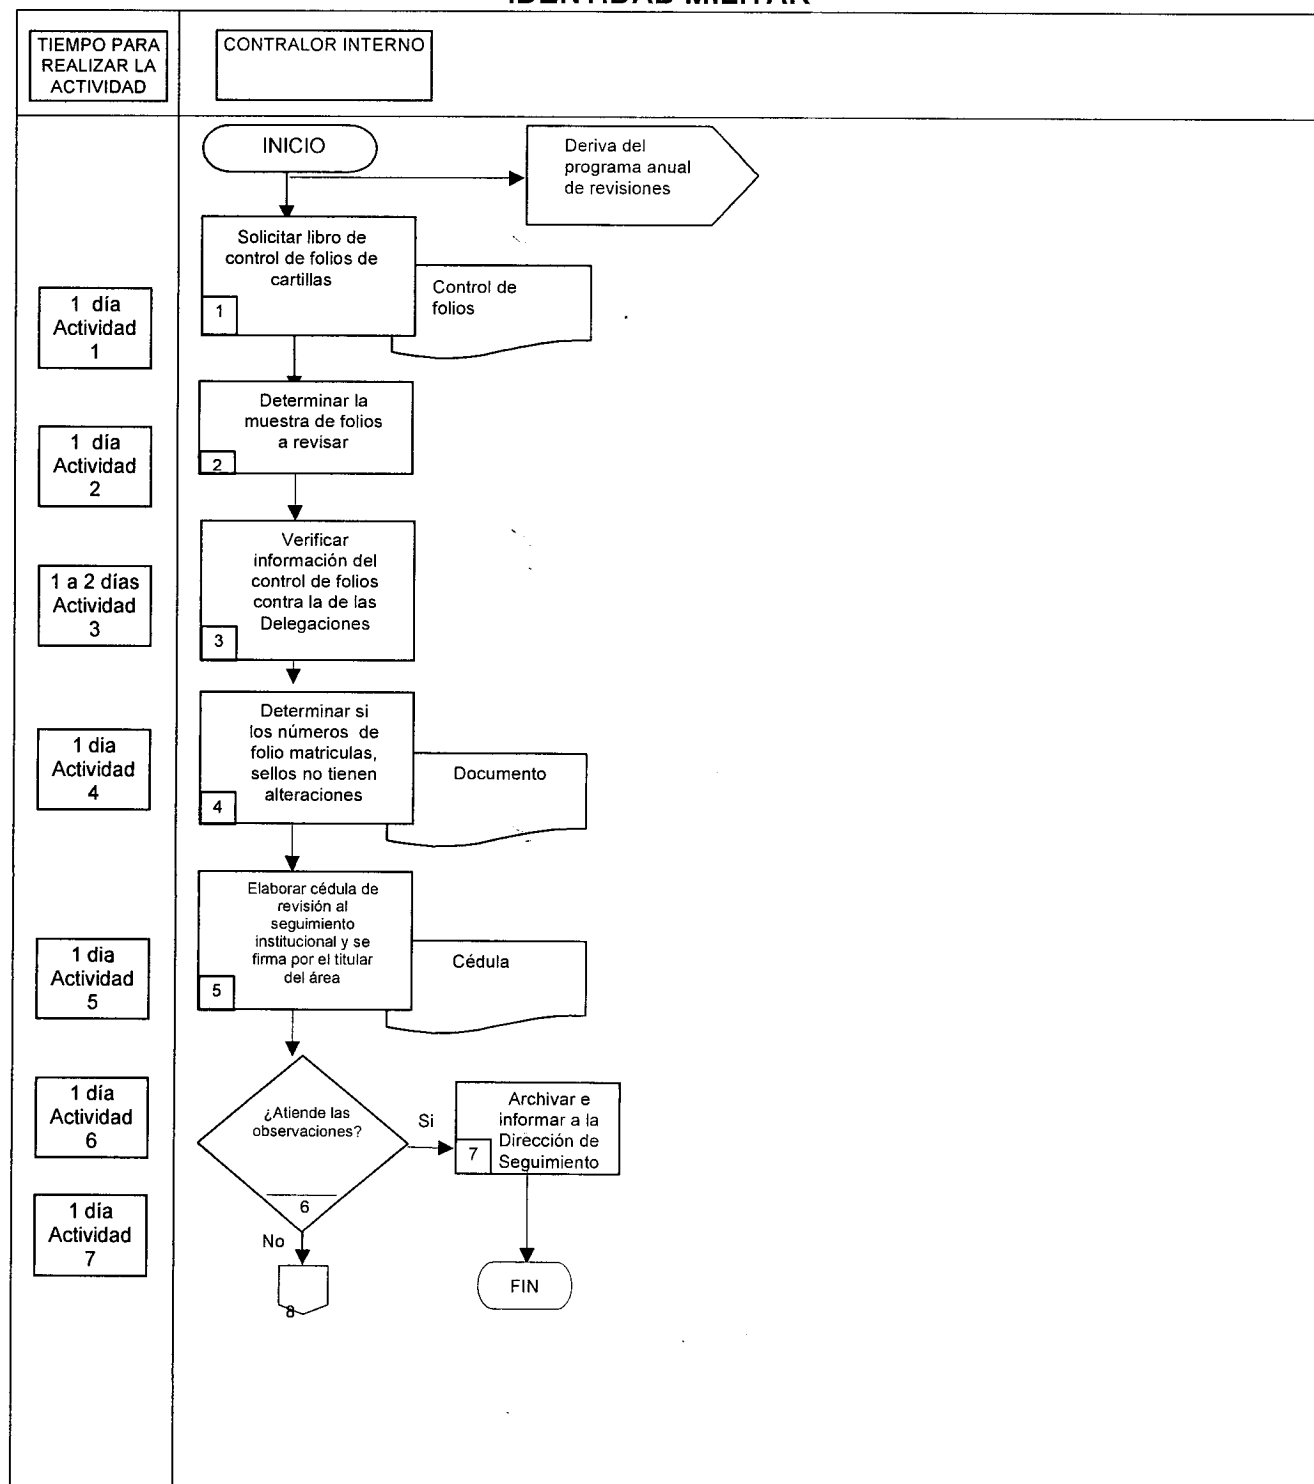 IDENTIDAD MILITAR
TIEMPO PARA
REALIZAR LA
ACTIVIDAD
CONTRALOR INTERNO
INICIO
Deriva del
programa anual
de revisiones
Solicitar libro de
control de folios de
cartillas
1
Control de
folios
1 día
Actividad
1
Determinar la
muestra de folios
a revisar
2
1 día
Actividad
2
Verificar
información del
control de folios
contra la de las
Delegaciones
3
1 a 2 días
Actividad
3
Determinar si
los números de
folio matriculas,
sellos no tienen
alteraciones
4
Documento
1 dia
Actividad
4
Elaborar cédula de
revisión al
seguimiento
institucional y se
firma por el titular
del área
5
Cédula
1 dia
Actividad
5
¿Atiende las
observaciones?
6
Si
Archivar e
informar a la
Dirección de
Seguimiento
7
1 día
Actividad
6
1 día
Actividad
7
No
8
FIN